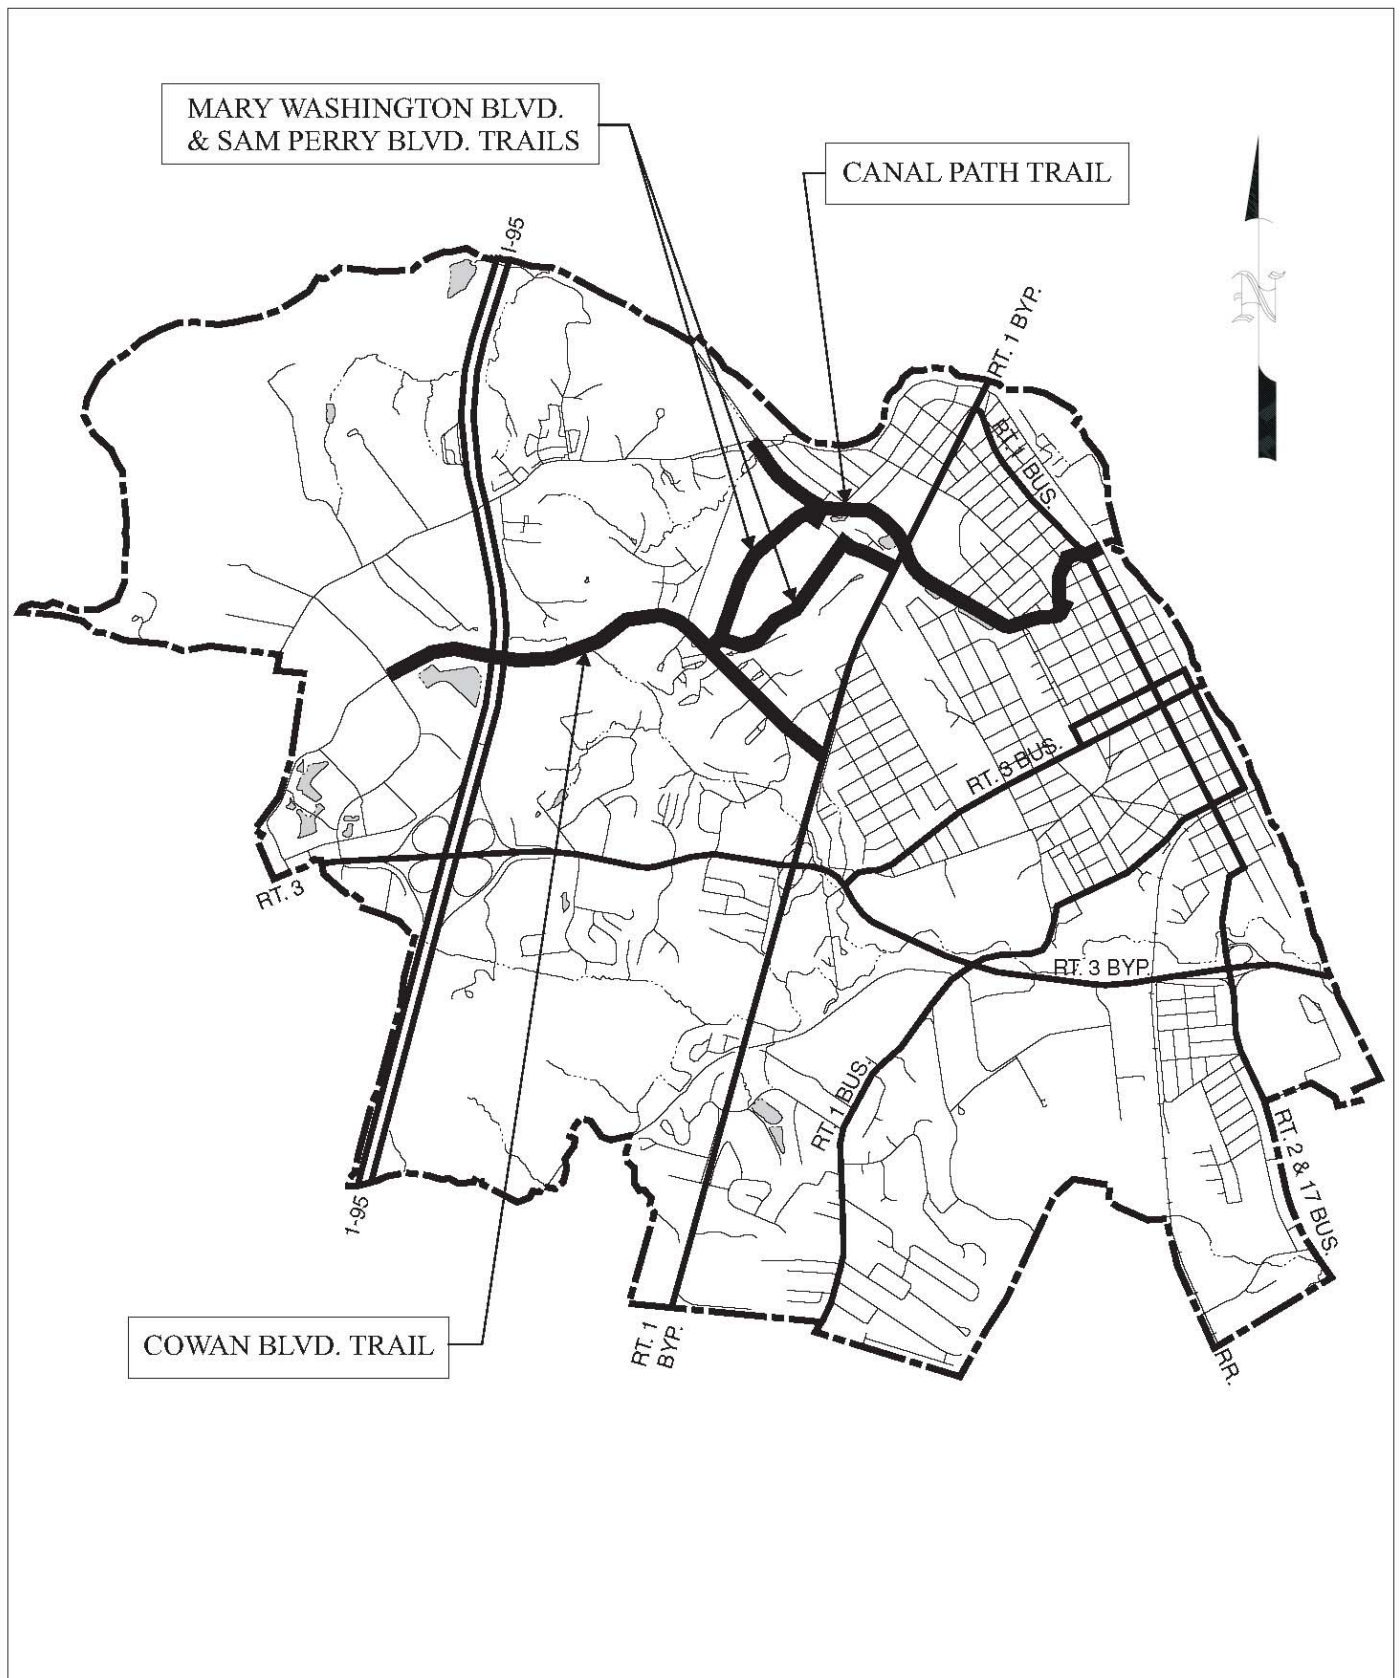 MARY WASHINGTON BLVD.
& SAM PERRY BLVD. TRAILS
CANAL PATH TRAIL
I-95
RT. 1 BYP.
N
RT. 1 BUS.
RT. 3 BUS.
RT. 3
RT. 3 BYP.
RT. 1 BUS.
RT. 2 & 17 BUS.
1-95
COWAN BLVD. TRAIL
RT. 1
BYP.
RR.